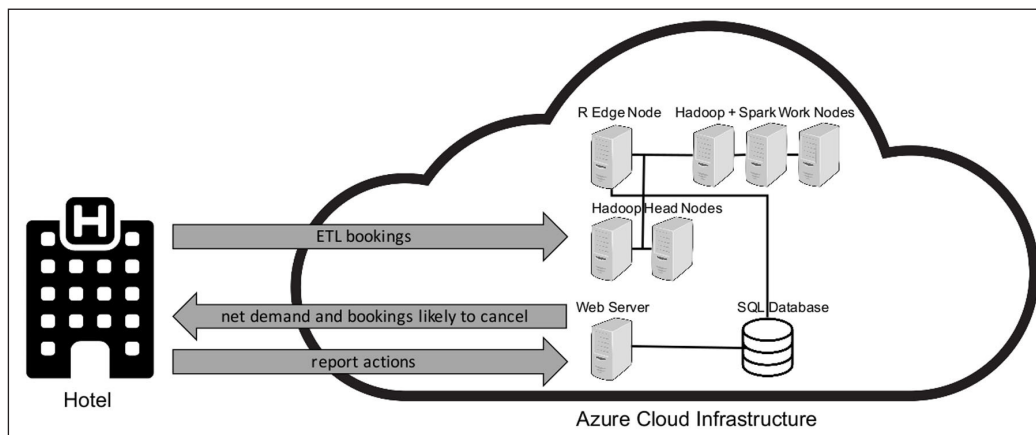 R Edge Node
Hadoop + Spark Work Nodes
H
Hadoop Head Nodes
ETL bookings
net demand and bookings likely to cancel
Web Server
SQL Database
report actions
Hotel
Azure Cloud Infrastructure